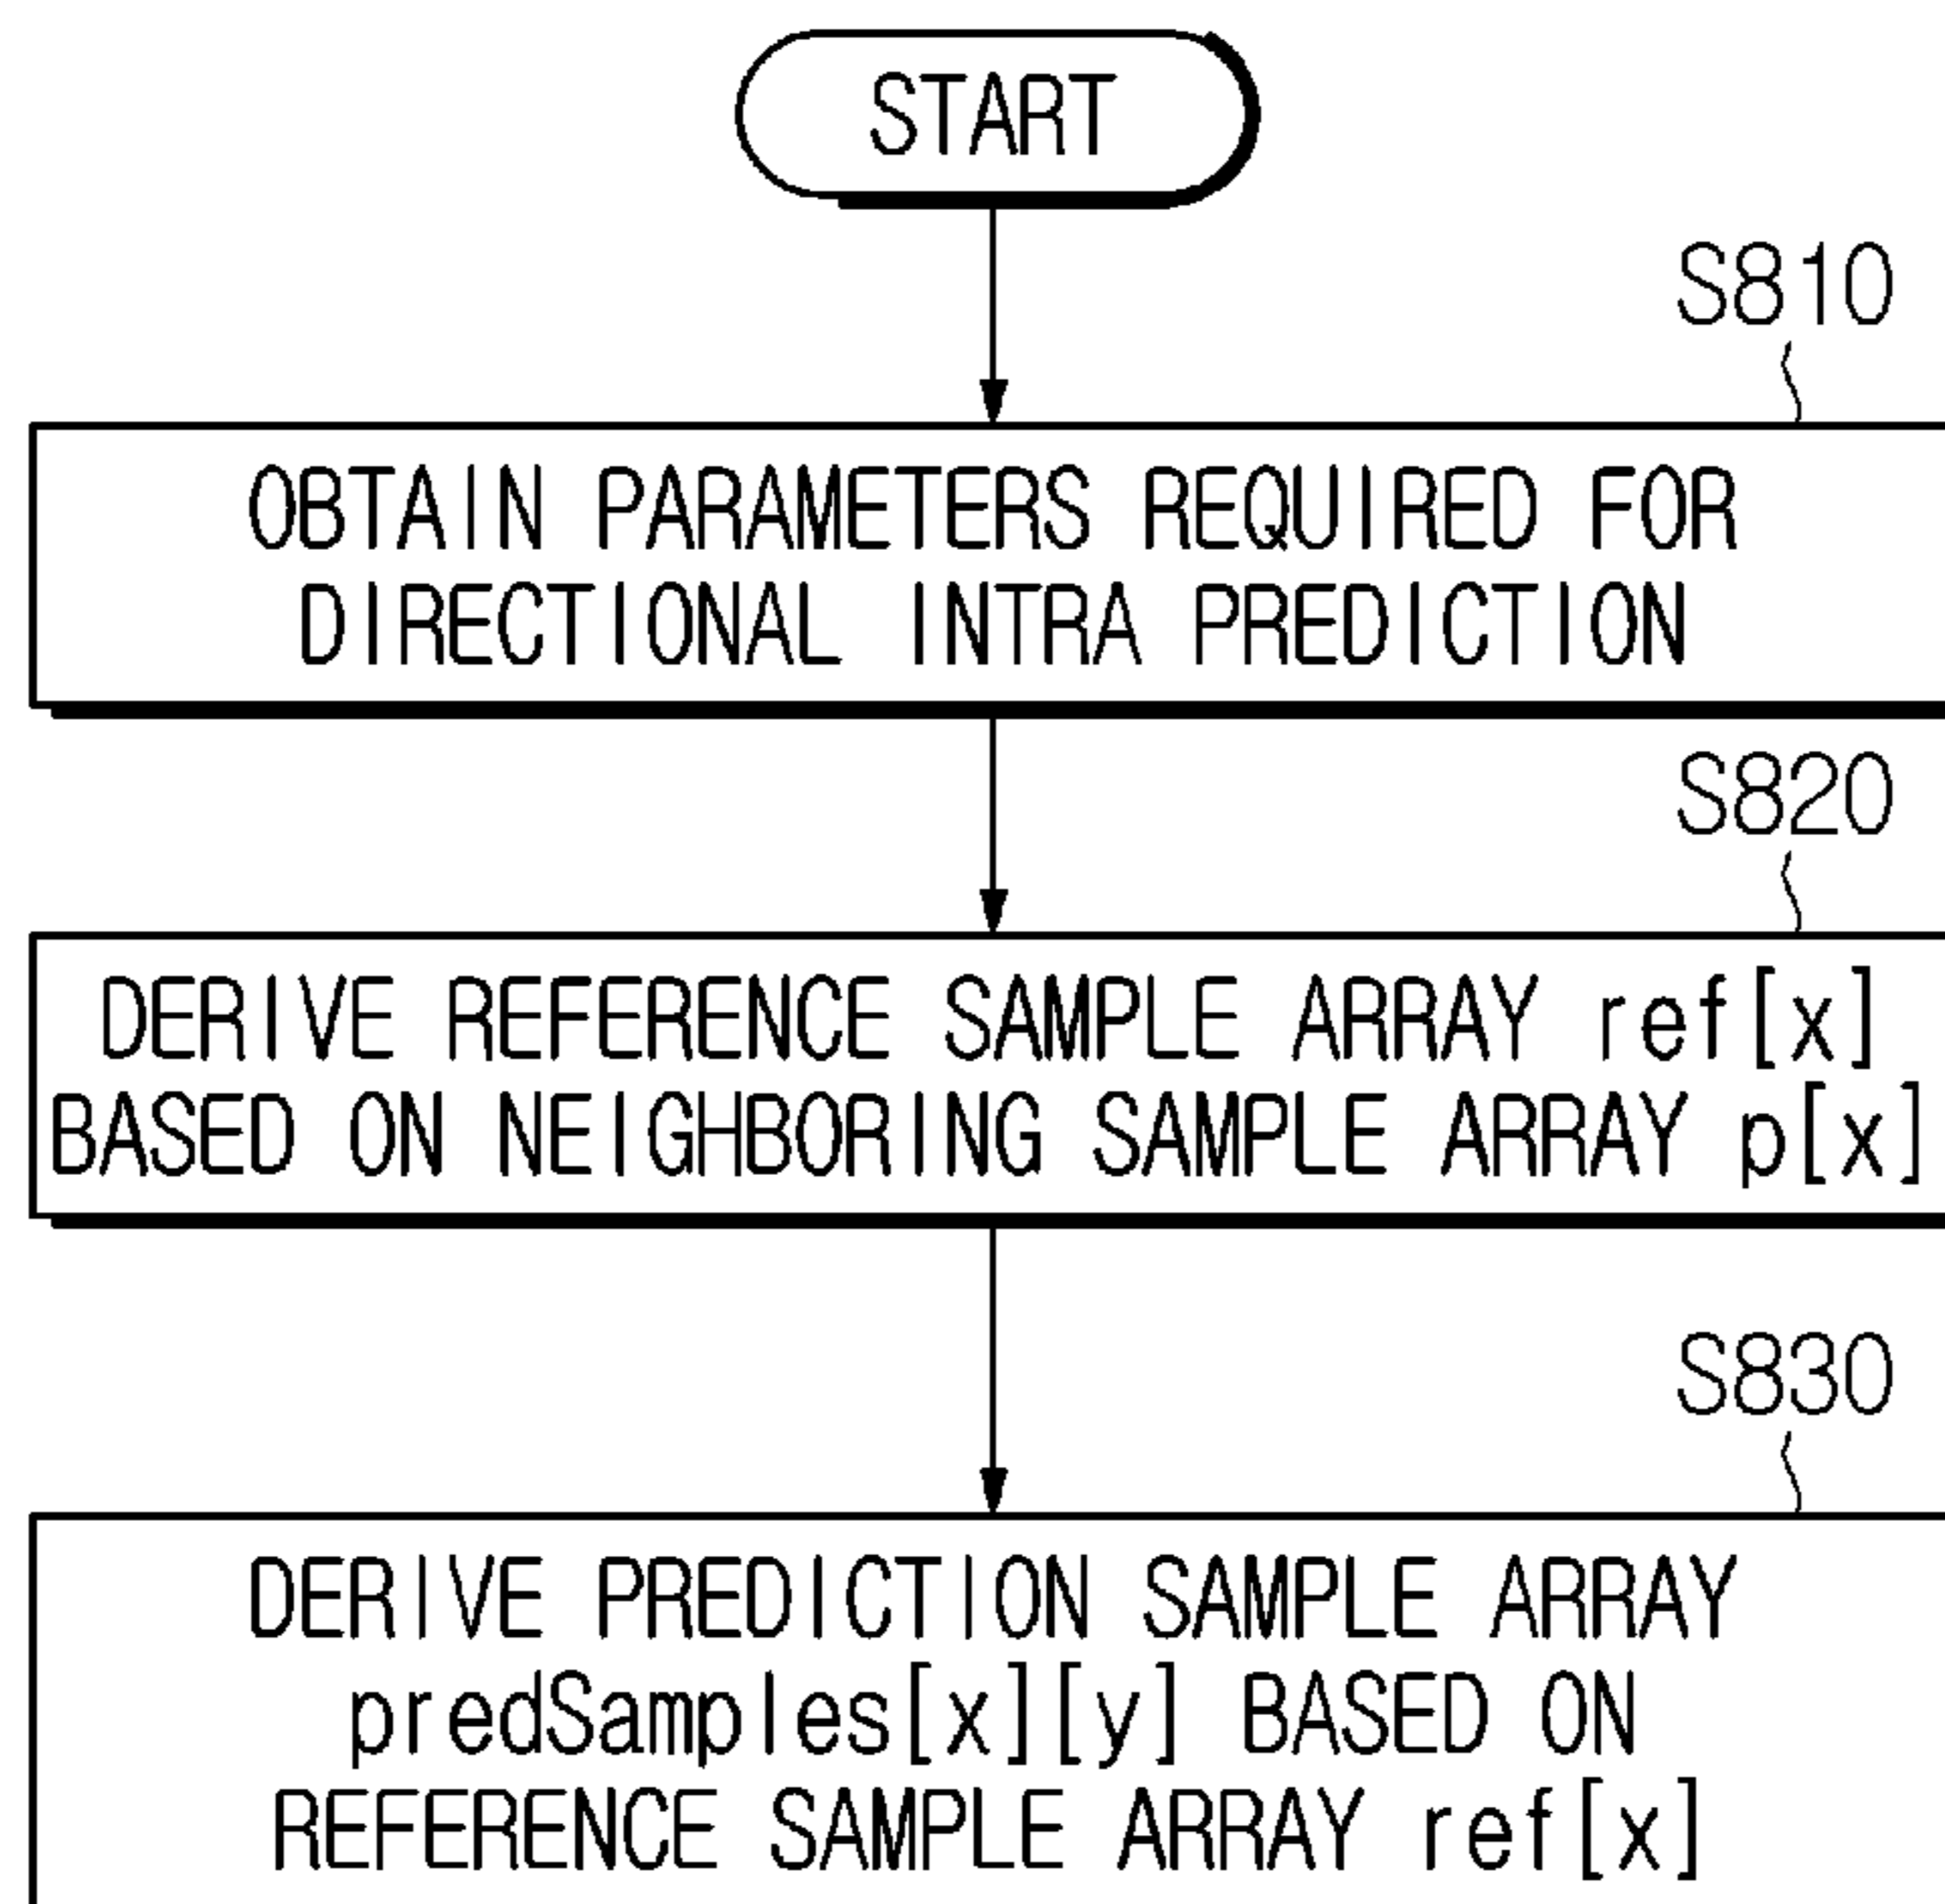 START
S810
OBTAIN PARAMETERS REQUIRED FOR
DIRECTIONAL INTRA PREDICTION
S820
DERIVE REFERENCE SAMPLE ARRAY ref[x]
BASED ON NEIGHBORING SAMPLE ARRAY p[x]
S830
DERIVE PREDICTION SAMPLE ARRAY
predSamples[x][y] BASED ON
REFERENCE SAMPLE ARRAY ref[x]